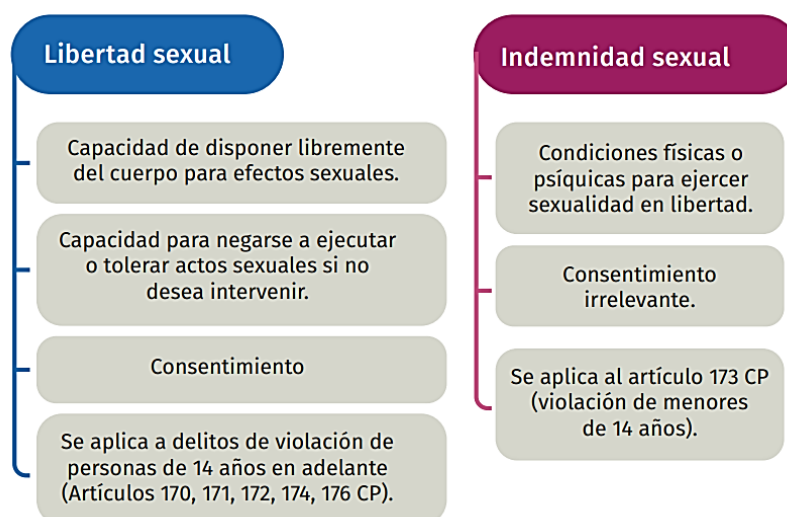 Libertad sexual
Capacidad de disponer libremente
del cuerpo para efectos sexuales.
Capacidad para negarse a ejecutar
o tolerar actos sexuales si no
desea intervenir.
Consentimiento
Se aplica a delitos de violación de
personas de 14 años en adelante
(Artículos 170, 171, 172, 174, 176 CP).
Indemnidad sexual
Condiciones físicas o
psíquicas para ejercer
sexualidad en libertad.
Consentimiento
irrelevante.
Se aplica al artículo 173 CP
(violación de menores
de 14 años).